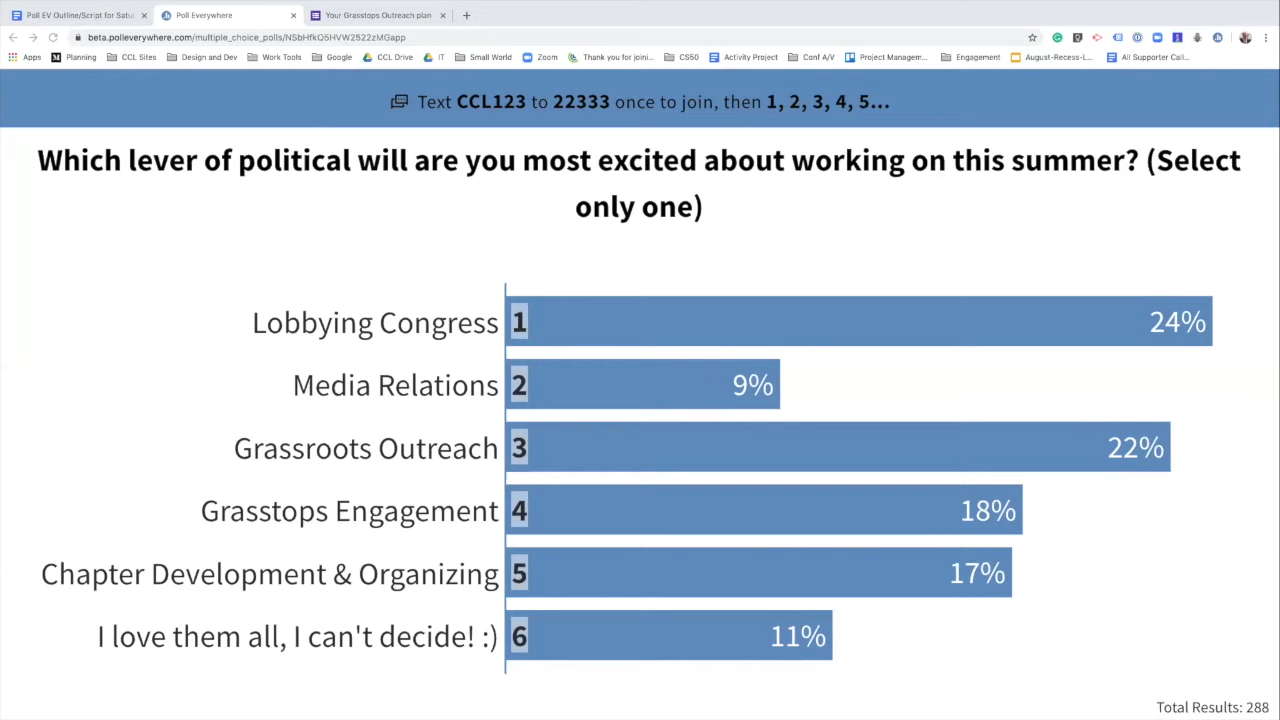 Poll EV Outline/Script for Satu
Poll Everywhere
Your Grasstops Outreach plan
beta.polleverywhere.com/multiple_choice_polls/NSbHfkQ5HVW2522zMGapp
Apps Planning CCL Sites Design and Dev Work Tools Google CCL Drive IT Small World Zoom Thank you for joini... CS50 Activity Project Conf A/V Project Managem... Engagement August-Recess-L... All Supporter Cal...
Text CCL123 to 22333 once to join, then 1, 2, 3, 4, 5...
Which lever of political will are you most excited about working on this summer? (Select
only one)
Lobbying Congress 1 24%
Media Relations 2 9%
Grassroots Outreach 3 22%
Grasstops Engagement 4 18%
Chapter Development & Organizing 5 17%
I love them all, I can't decide! :) 6 11%
Total Results: 288